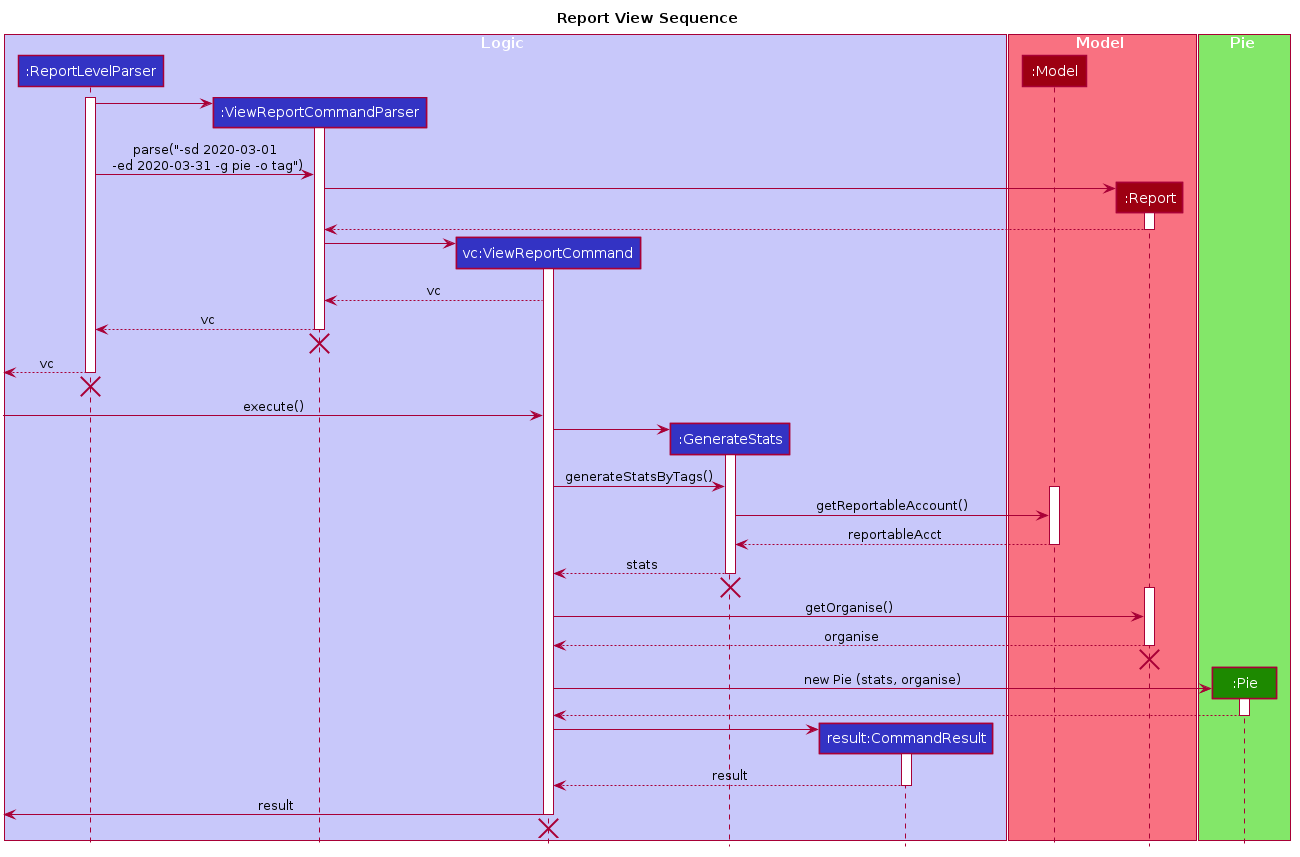 Report View Sequence
Logic
Model
Pie
:ReportLevelParser
:Model
:ViewReportCommandParser
parse("-sd 2020-03-01
-ed 2020-03-31 -g pie -o tag")
:Report
vc:ViewReportCommand
vc
vc
vc
execute()
:GenerateStats
generateStatsByTags()
getReportableAccount()
reportableAcct
stats
getOrganise()
organise
new Pie (stats, organise)
:Pie
result:CommandResult
result
result